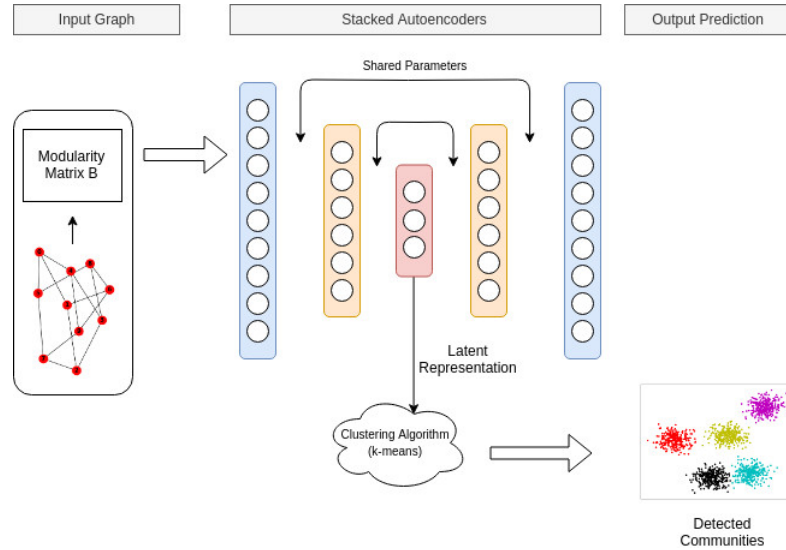 Input Graph
Stacked Autoencoders
Output Prediction
Shared Parameters
Modularity
Matrix B
Latent
Representation
Clustering Algorithm
(k-means)
Detected
Communities